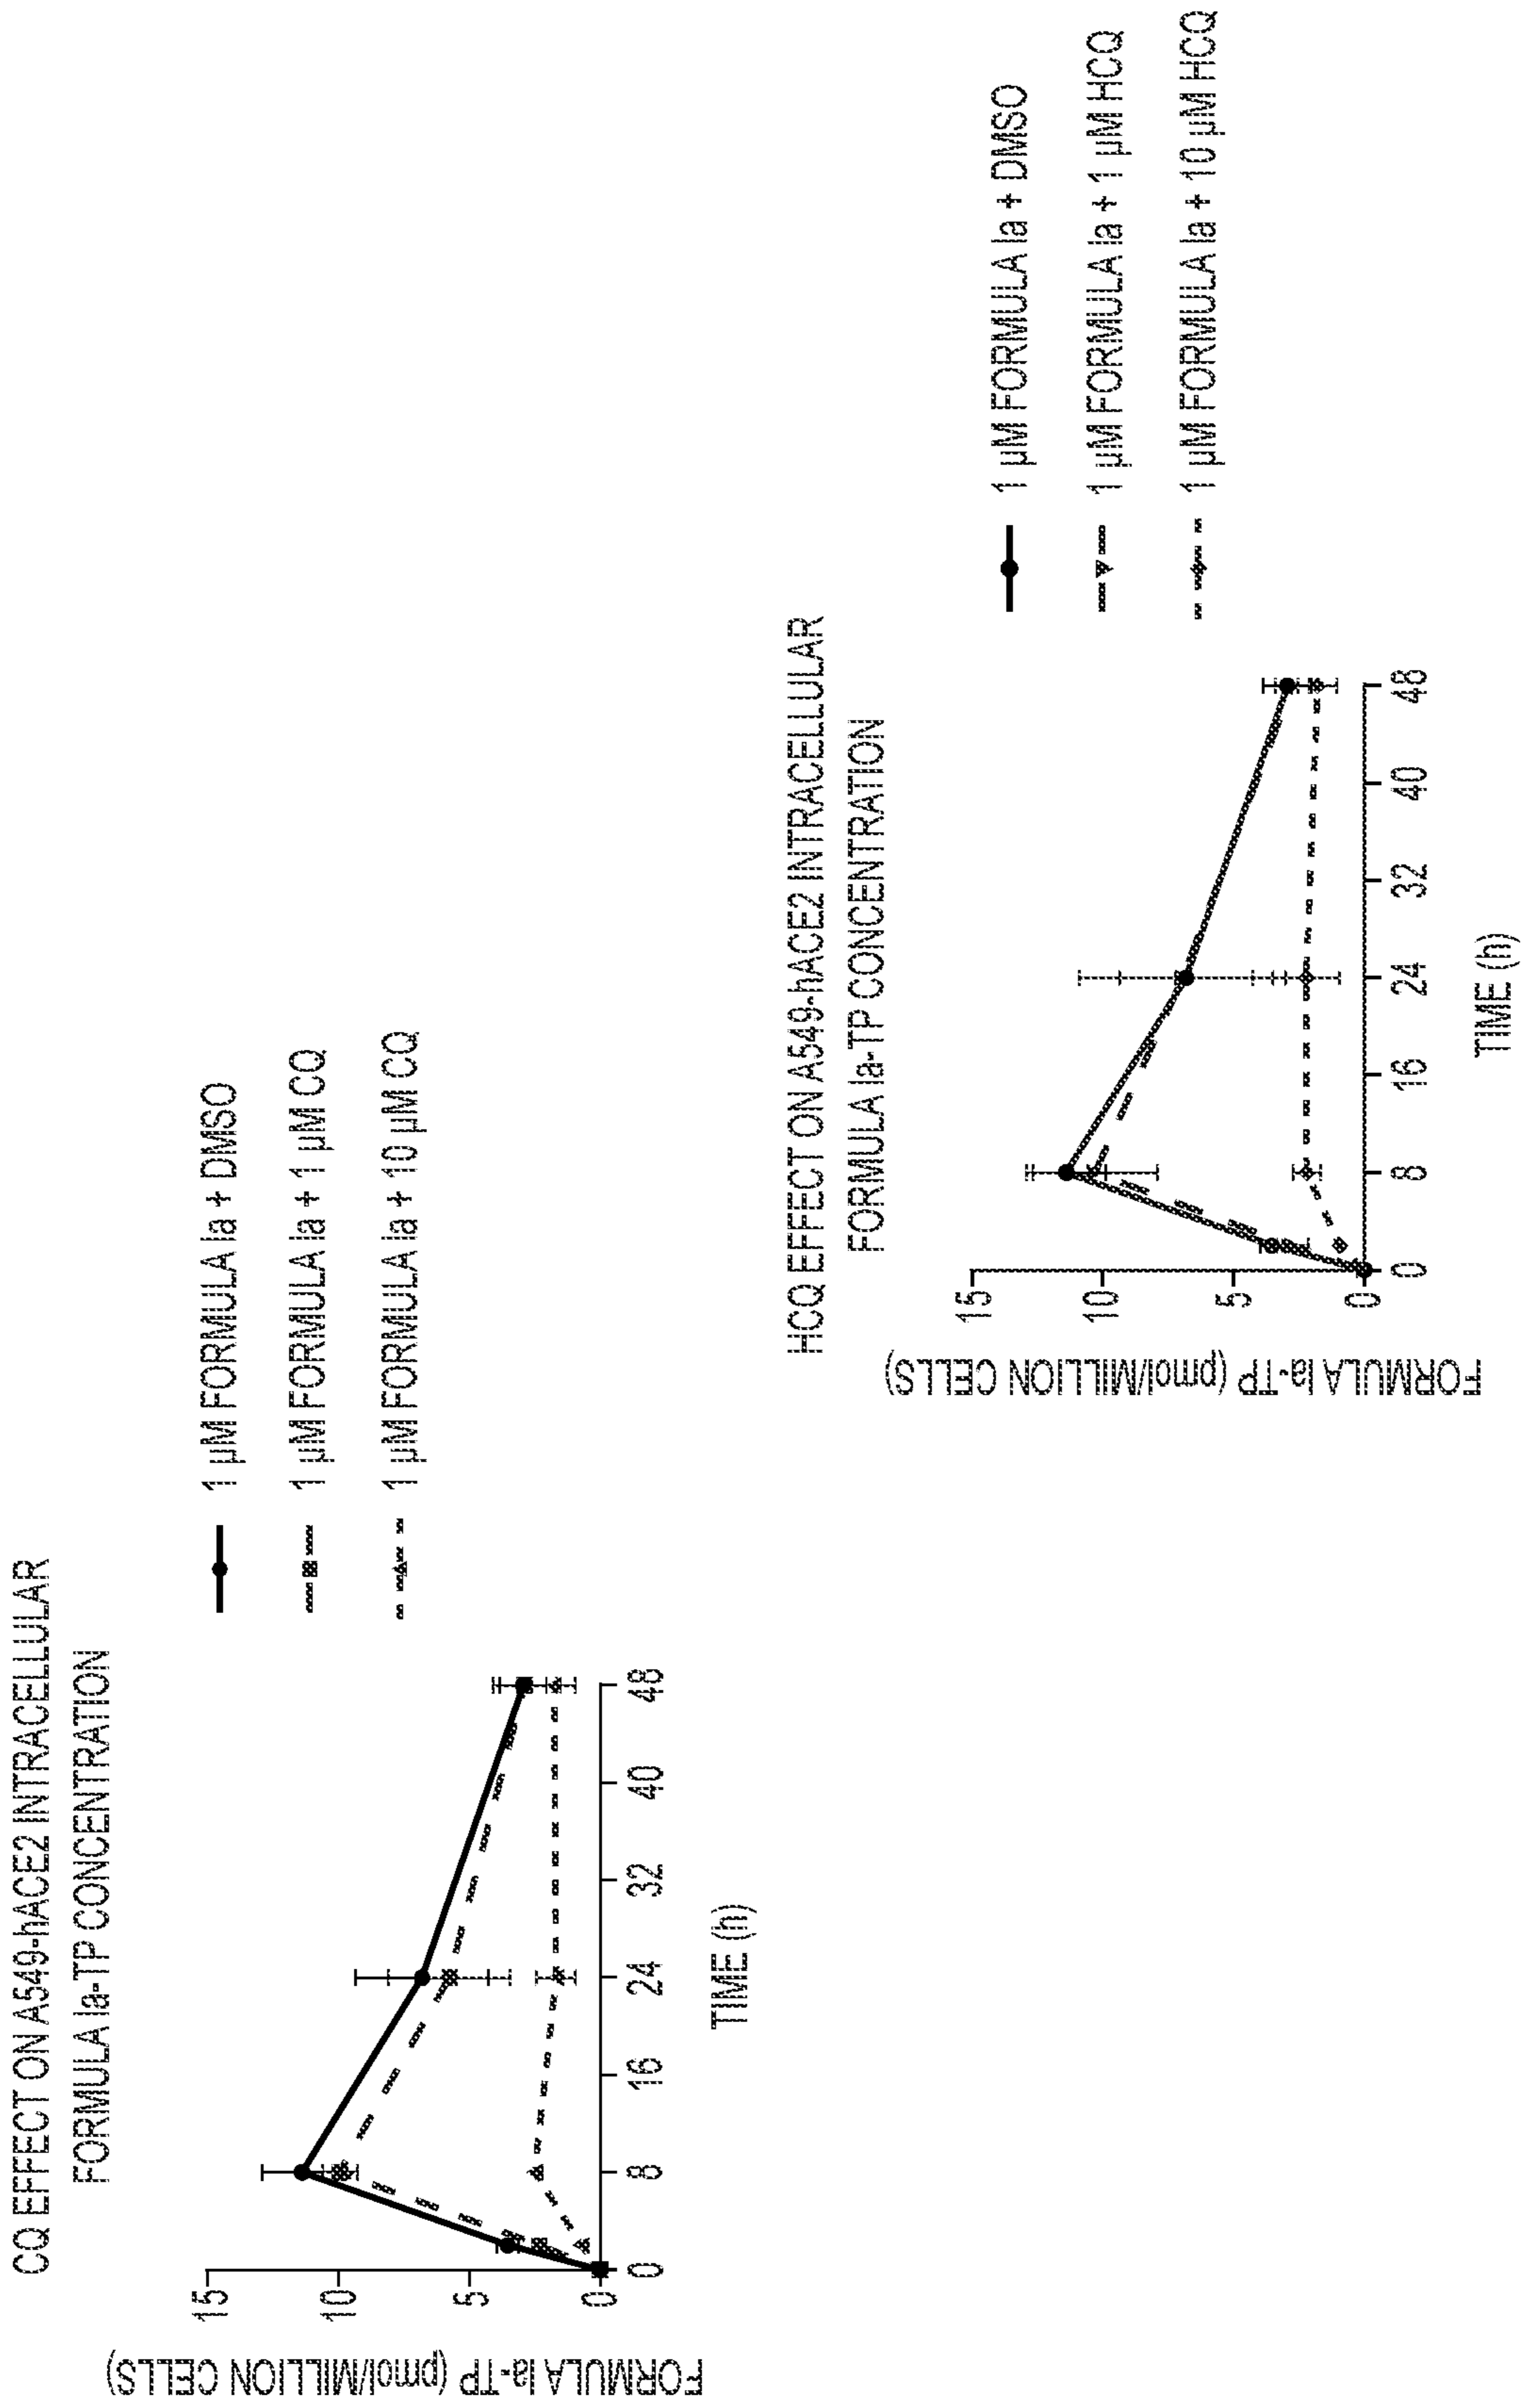 CQ EFFECT ON A549-hACE2 INTRACELLULAR
FORMULA Ia-TP CONCENTRATION
FORMULA Ia-TP (pmol/MILLION CELLS)
15
10
5
0
0
8
16
24
32
40
48
TIME (h)
1 µM FORMULA Ia + DMSO
1 µM FORMULA Ia + 1 µM CQ
1 µM FORMULA Ia + 10 µM CQ
HCQ EFFECT ON A549-hACE2 INTRACELLULAR
FORMULA Ia-TP CONCENTRATION
FORMULA Ia-TP (pmol/MILLION CELLS)
15
10
5
0
0
8
16
24
32
40
48
TIME (h)
1 µM FORMULA Ia + DMSO
1 µM FORMULA Ia + 1 µM HCQ
1 µM FORMULA Ia + 10 µM HCQ